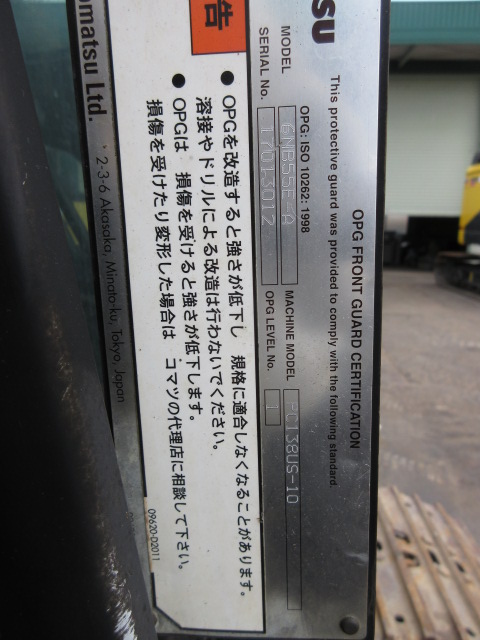 SU
OPG FRONT GUARD CERTIFICATION
This protective guard was provided to comply with the following standard.
OPG: ISO 10262: 1998
MODEL 6NB55E-A MACHINE MODEL PC138US-10
SERIAL No. 17013012 OPG LEVEL No. 1
告
● OPGを改造すると強さが低下し 規格に適合しなくなることがあります。
溶接やドリルによる改造は行わないでください。
● OPGは 損傷を受けると強さが低下します。
損傷を受けたり変形した場合は コマツの代理店に相談して下さい。
09620-D2011
omatsu Ltd. 2-3-6 Akasaka, Minato-ku, Tokyo, Japan